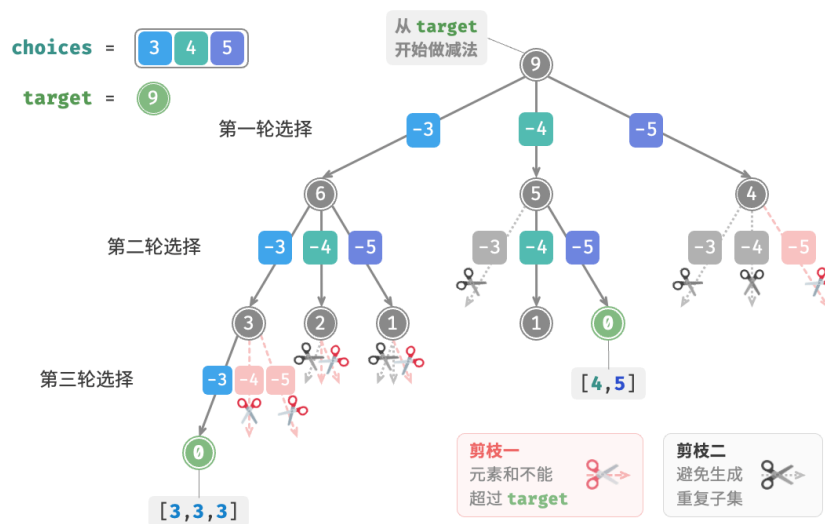 从 target
开始做减法
choices = 3 4 5
9
target = 9
第一轮选择
-3 -4 -5
6 5 4
第二轮选择
-3 -4 -5 -3 -4 -5 -3 -4 -5
3 2 1 1 0
第三轮选择
-3 -4 -5
[4,5]
0
[3,3,3]
剪枝一
元素和不能
超过 target
剪枝二
避免生成
重复子集